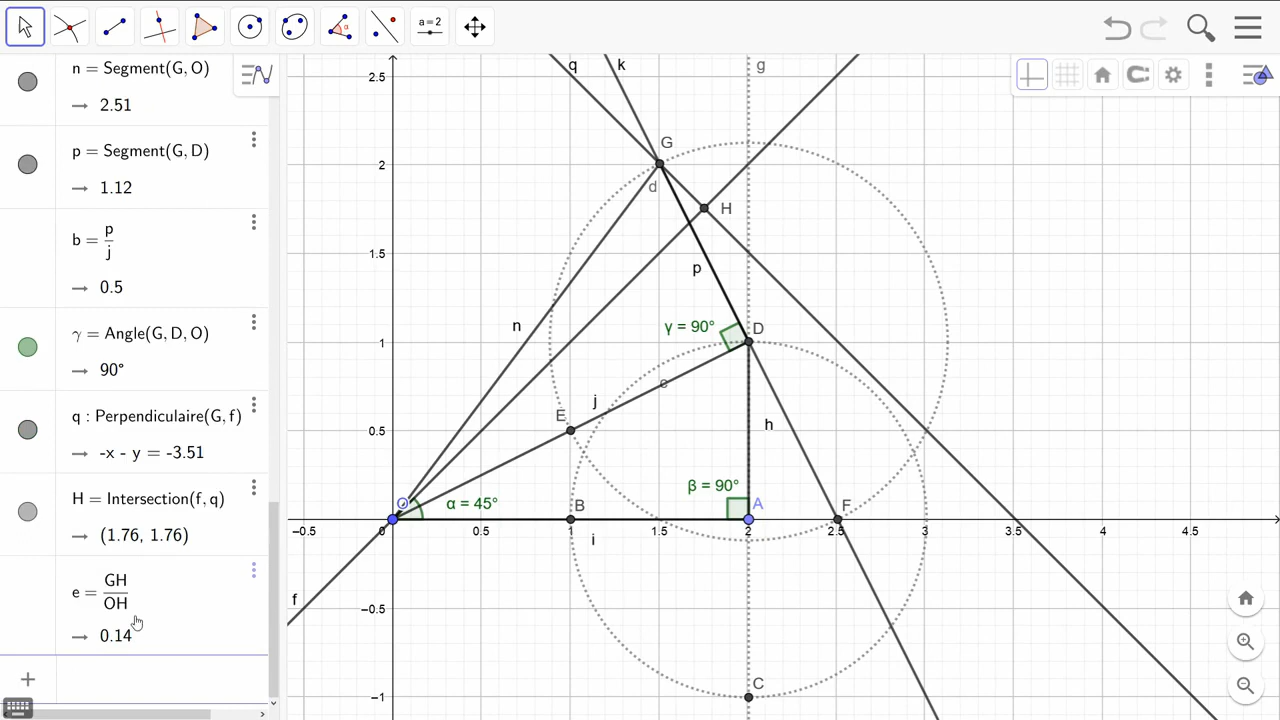 a = 2
n = Segment(G, O)
→ 2.51
p = Segment(G, D)
→ 1.12
b = p/j
→ 0.5
γ = Angle(G, D, O)
→ 90°
q : Perpendiculaire(G, f)
→ -x - y = -3.51
H = Intersection(f, q)
→ (1.76, 1.76)
e = GH/OH
→ 0.14
+
q
k
g
2.5
G
2
d
H
1.5
p
n
γ = 90°
D
1
c
j
E
h
0.5
β = 90°
O
α = 45°
B
A
F
−0.5
0
0.5
1
1.5
2
2.5
3
3.5
4
4.5
i
f
−0.5
C
−1